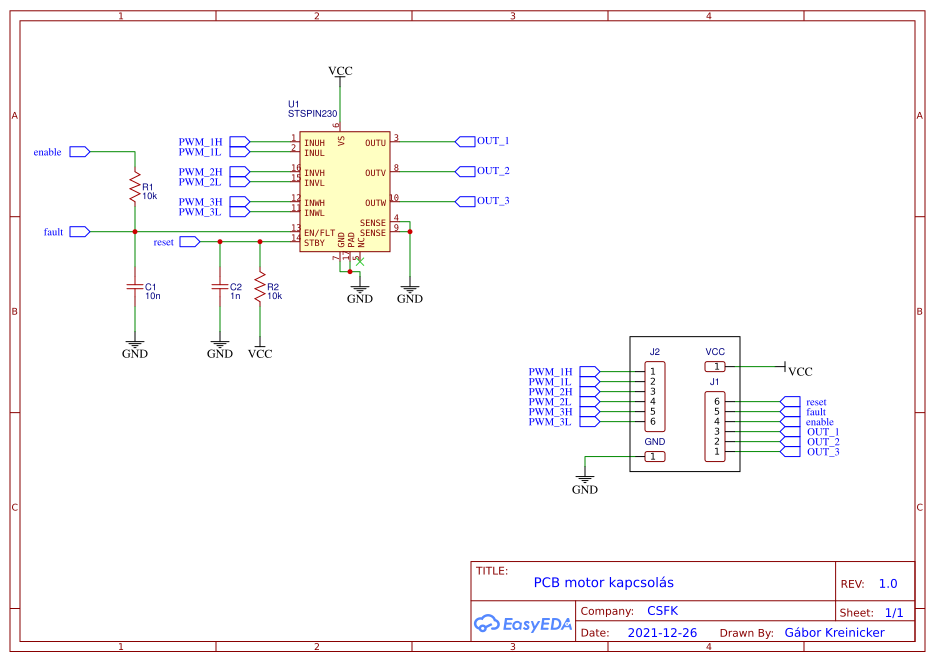 1 2 3 4
A A
B B
C C
VCC
U1
STSPIN230
6
VS
PWM_1H 1 INUH OUTU 3 OUT_1
PWM_1L 2 INUL
enable
PWM_2H 16 INVH OUTV 8 OUT_2
PWM_2L 15 INVL
R1
10k
PWM_3H 12 INWH OUTW 10 OUT_3
PWM_3L 11 INWL
SENSE 4
fault 13 EN/FLT SENSE 9
reset 14 STBY
GND PAD NC
7 17 5
C1
10n
C2
1n
R2
10k
GND GND
GND GND VCC
J2 VCC
1 VCC
J1
PWM_1H 1
PWM_1L 2
PWM_2H 3
PWM_2L 4
PWM_3H 5
PWM_3L 6
6 reset
5 fault
4 enable
3 OUT_1
2 OUT_2
1 OUT_3
GND
1
GND
TITLE:
PCB motor kapcsolás
REV: 1.0
EasyEDA
Company: CSFK
Sheet: 1/1
Date: 2021-12-26 Drawn By: Gábor Kreinicker
1 2 3 4